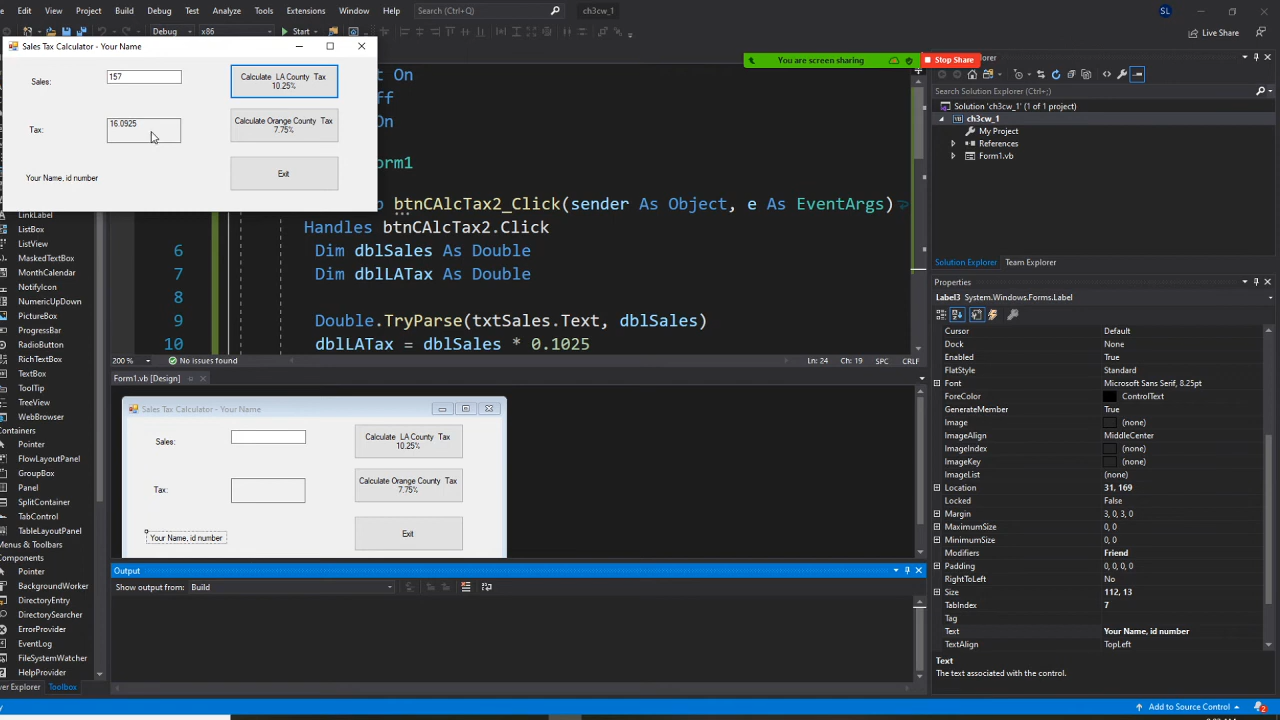 File Edit View Project Build Debug Test Analyze Tools Extensions Window Help Search (Ctrl+;) ch3cw_1 SL
Debug x86 Start Live Share
Sales Tax Calculator - Your Name
Sales: 157 Calculate LA County Tax
10.25%
Tax: 16.0925 Calculate Orange County Tax
7.75%
Your Name, id number Exit
You are screen sharing Stop Share
t On
ff
On
orm1
btnCAlcTax2_Click(sender As Object, e As EventArgs)
Handles btnCAlcTax2.Click
6 Dim dblSales As Double
7 Dim dblLATax As Double
8
9 Double.TryParse(txtSales.Text, dblSales)
10 dblLATax = dblSales * 0.1025
200 % No issues found Ln: 24 Ch: 19 SPC CRLF
LinkLabel
ListBox
ListView
MaskedTextBox
MonthCalendar
NotifyIcon
NumericUpDown
PictureBox
ProgressBar
RadioButton
RichTextBox
TextBox
ToolTip
TreeView
WebBrowser
Containers
Pointer
FlowLayoutPanel
GroupBox
Panel
SplitContainer
TabControl
TableLayoutPanel
Menus & Toolbars
Components
Pointer
BackgroundWorker
DirectoryEntry
DirectorySearcher
ErrorProvider
EventLog
FileSystemWatcher
HelpProvider
er Explorer Toolbox
Form1.vb [Design]
Sales Tax Calculator - Your Name
Sales: Calculate LA County Tax
10.25%
Tax: Calculate Orange County Tax
7.75%
Your Name, id number Exit
Output
Show output from: Build
Explorer
Search Solution Explorer (Ctrl+;)
Solution 'ch3cw_1' (1 of 1 project)
ch3cw_1
My Project
References
Form1.vb
Solution Explorer Team Explorer
Properties
Label3 System.Windows.Forms.Label
Cursor Default
Dock None
Enabled True
FlatStyle Standard
Font Microsoft Sans Serif, 8.25pt
ForeColor ControlText
GenerateMember True
Image (none)
ImageAlign MiddleCenter
ImageIndex (none)
ImageKey (none)
ImageList (none)
Location 31, 169
Locked False
Margin 3, 0, 3, 0
MaximumSize 0, 0
MinimumSize 0, 0
Modifiers Friend
Padding 0, 0, 0, 0
RightToLeft No
Size 112, 13
TabIndex 7
Tag
Text Your Name, id number
TextAlign TopLeft
Text
The text associated with the control.
Add to Source Control 2